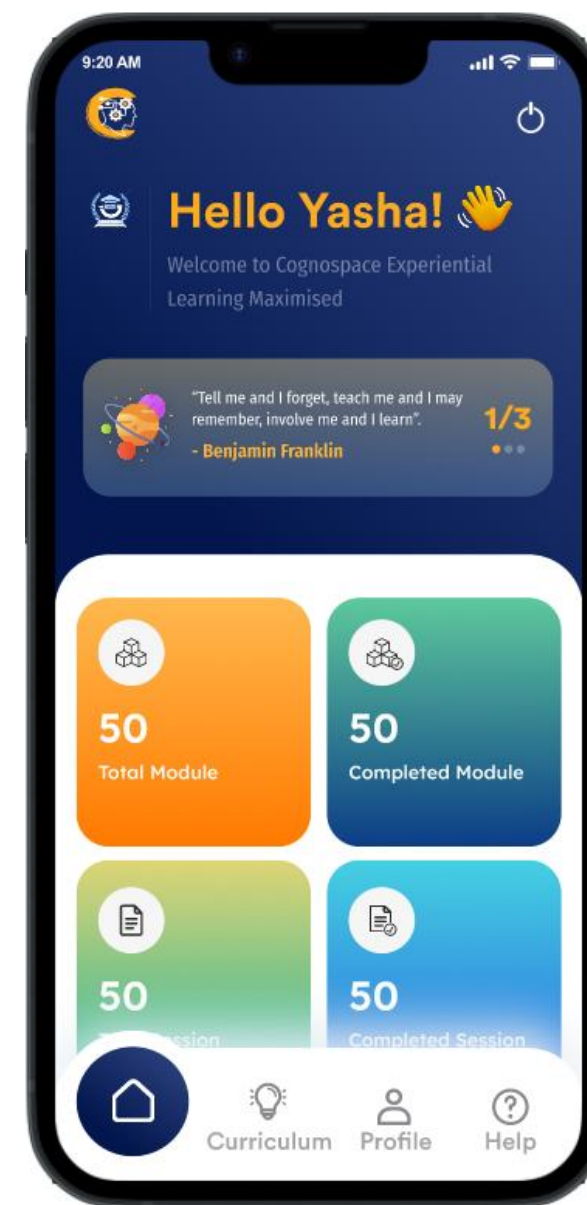 9:20 AM
Hello Yasha!
Welcome to Cognospace Experiential
Learning Maximised
“Tell me and I forget, teach me and I may
remember, involve me and I learn”.
- Benjamin Franklin
1/3
50
Total Module
50
Completed Module
50
Session
50
Completed Session
Curriculum
Profile
Help